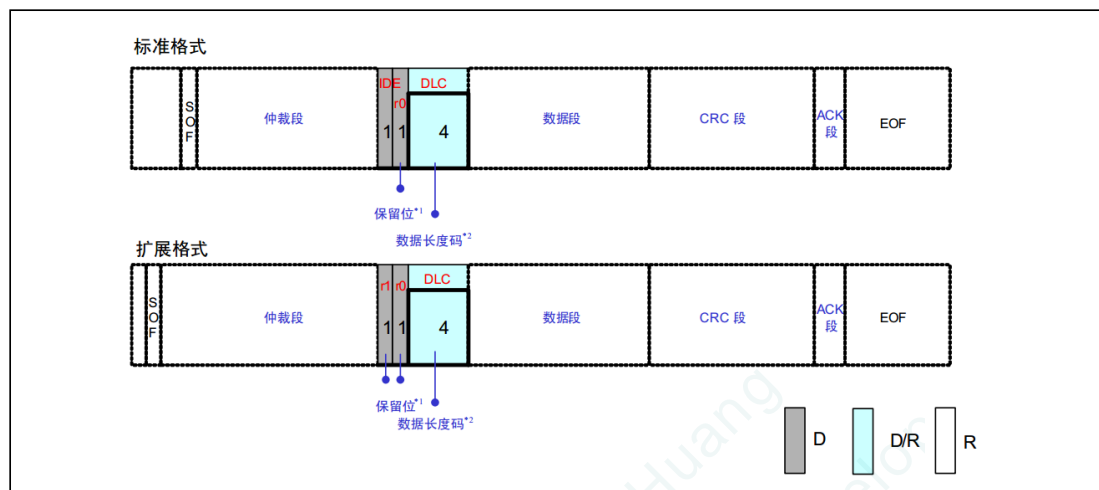 标准格式
SOF
仲裁段
IDE
r0
DLC
1
1
4
数据段
CRC 段
ACK
段
EOF
保留位*1
数据长度码*2
扩展格式
SOF
仲裁段
r1
r0
DLC
1
1
4
数据段
CRC 段
ACK
段
EOF
保留位*1
数据长度码*2
D
D/R
R
Huang